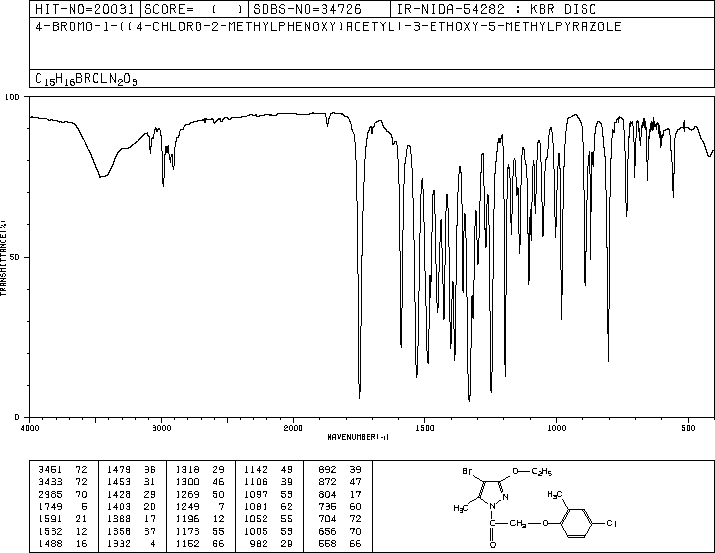 HIT-NO=20031 SCORE= ( ) SDBS-NO=34726 IR-NIDA-54282 : KBR DISC
4-BROMO-1-((4-CHLORO-2-METHYLPHENOXY)ACETYL)-3-ETHOXY-5-METHYLPYRAZOLE
C15H16BRCLN2O3
100
50
0
TRANSMITTANCE(%)
4000 3000 2000 1500 1000 500
WAVENUMBER(-1)
3461 72 1479 36 1318 29 1142 49 892 39
3433 72 1453 31 1300 46 1106 39 872 47
2985 70 1428 29 1269 50 1097 53 804 17
1749 5 1403 20 1249 7 1081 62 735 60
1591 21 1388 17 1196 12 1052 55 704 72
1532 12 1358 37 1173 55 1005 55 656 70
1488 16 1332 4 1152 66 982 29 558 66
Br O-C2H5
H3C N N
C-CH2-O Cl
O
H3C